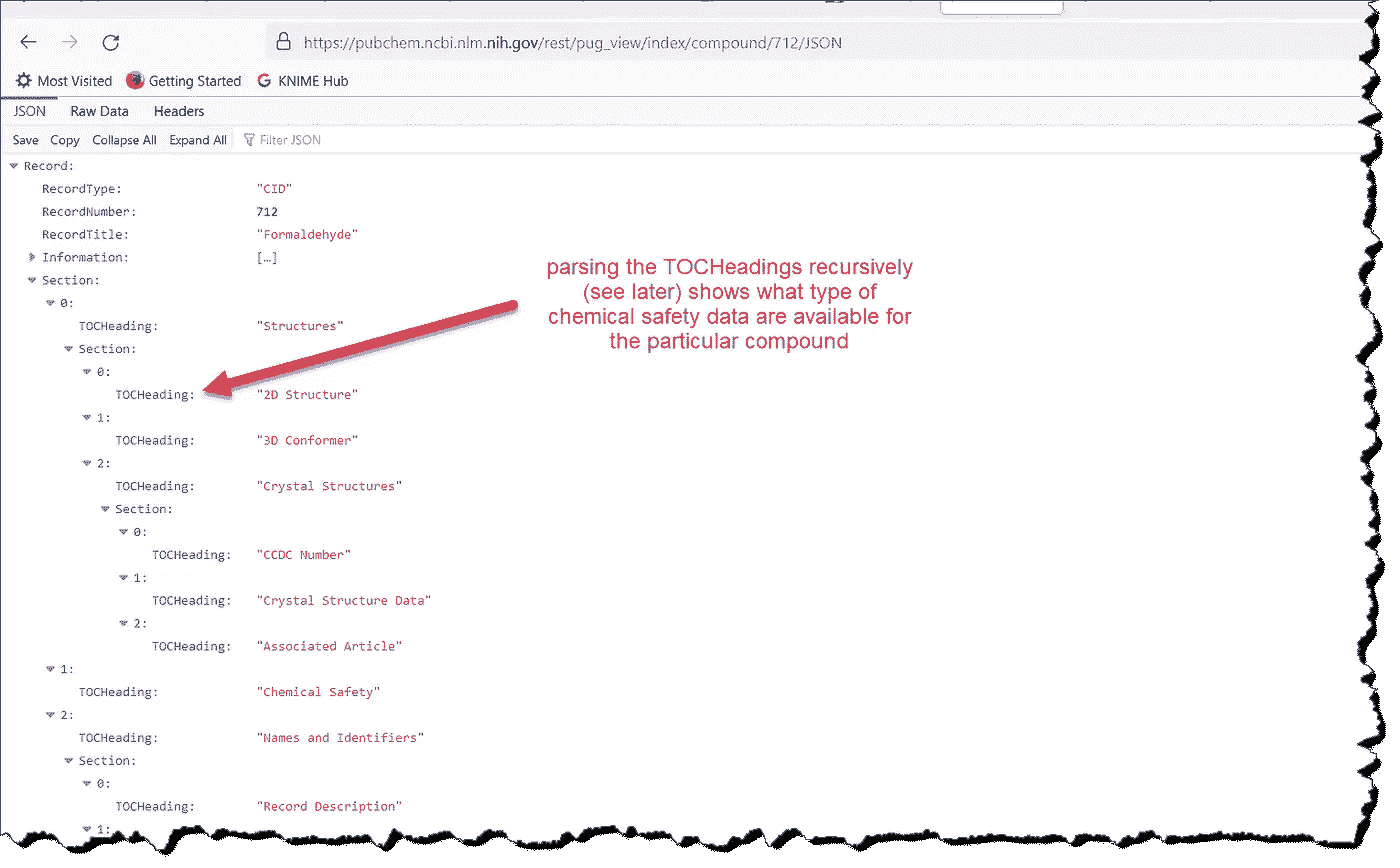 https://pubchem.ncbi.nlm.nih.gov/rest/pug_view/index/compound/712/JSON
Most Visited Getting Started KNIME Hub
JSON Raw Data Headers
Save Copy Collapse All Expand All Filter JSON
Record:
RecordType: "CID"
RecordNumber: 712
RecordTitle: "Formaldehyde"
Information: […]
Section:
0:
TOCHeading: "Structures"
Section:
0:
TOCHeading: "2D Structure"
1:
TOCHeading: "3D Conformer"
2:
TOCHeading: "Crystal Structures"
Section:
0:
TOCHeading: "CCDC Number"
1:
TOCHeading: "Crystal Structure Data"
2:
TOCHeading: "Associated Article"
1:
TOCHeading: "Chemical Safety"
2:
TOCHeading: "Names and Identifiers"
Section:
0:
TOCHeading: "Record Description"
1:
parsing the TOCHeadings recursively
(see later) shows what type of
chemical safety data are available for
the particular compound